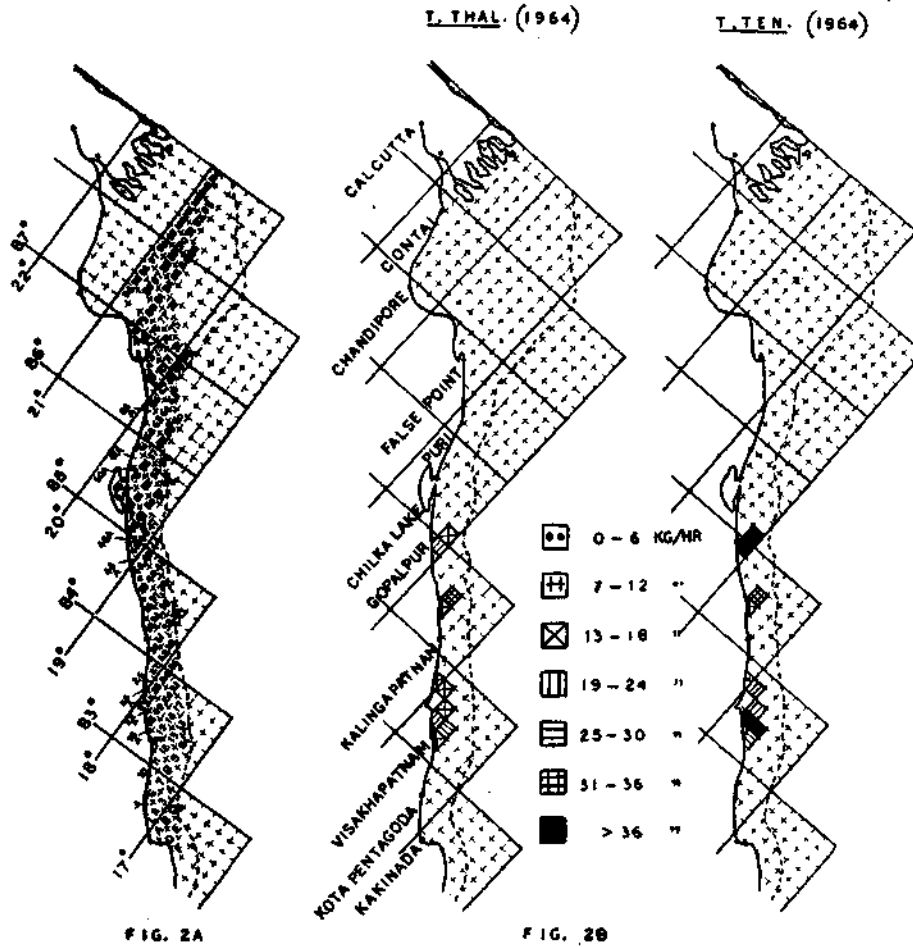 T. THAL. (1964)
T. TEN. (1964)
CALCUTTA
CONTAI
CHANDIPORE
FALSE POINT
PURI
CHILKA LAKE
GOPALPUR
KALINGAPATNAM
VISAKHAPATNAM
KOTA PENTAGODA
KAKINADA
87°
22°
86°
21°
85°
20°
84°
19°
83°
18°
17°
0 - 6 KG/HR
7 - 12 "
13 - 18 "
19 - 24 "
25 - 30 "
31 - 36 "
> 36 "
FIG. 2A
FIG. 2B